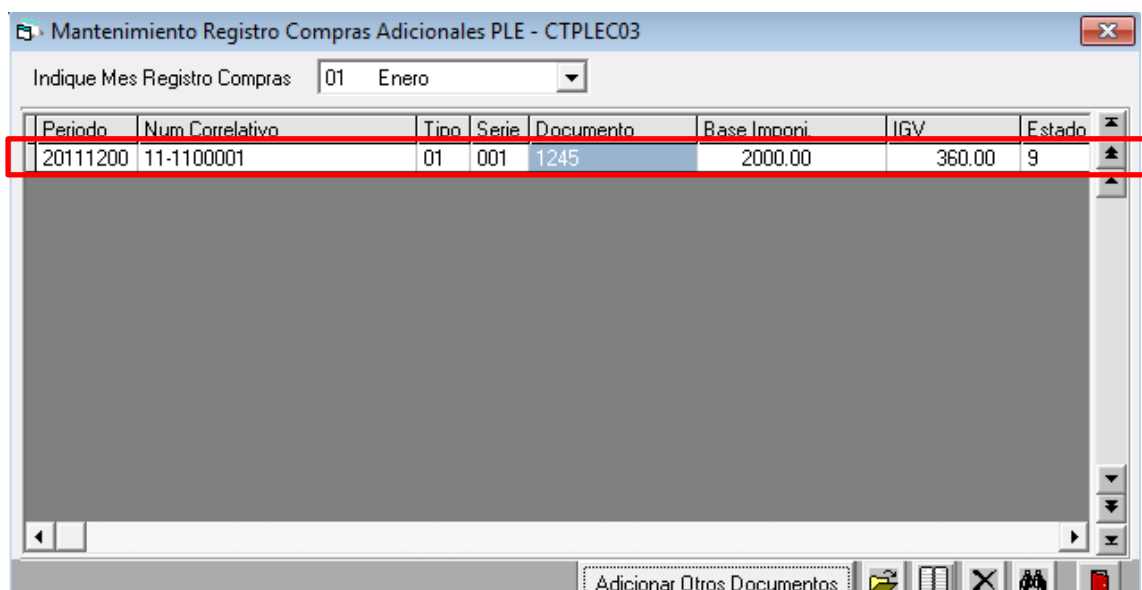 Mantenimiento Registro Compras Adicionales PLE - CTPLEC03
Indique Mes Registro Compras 01 Enero
Periodo Num Correlativo Tipo Serie Documento Base Imponi. IGV Estado
20111200 11-1100001 01 001 1245 2000.00 360.00 9
Adicionar Otros Documentos